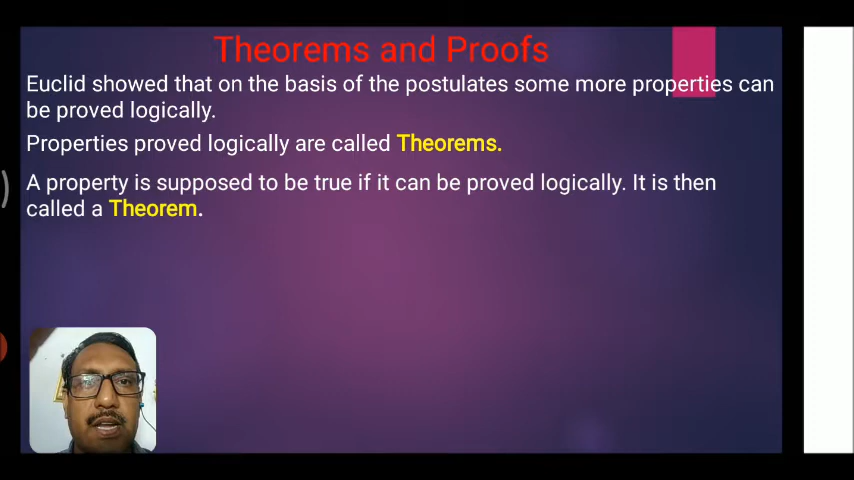 Theorems and Proofs
Euclid showed that on the basis of the postulates some more properties can
be proved logically.
Properties proved logically are called Theorems.
A property is supposed to be true if it can be proved logically. It is then
called a Theorem.